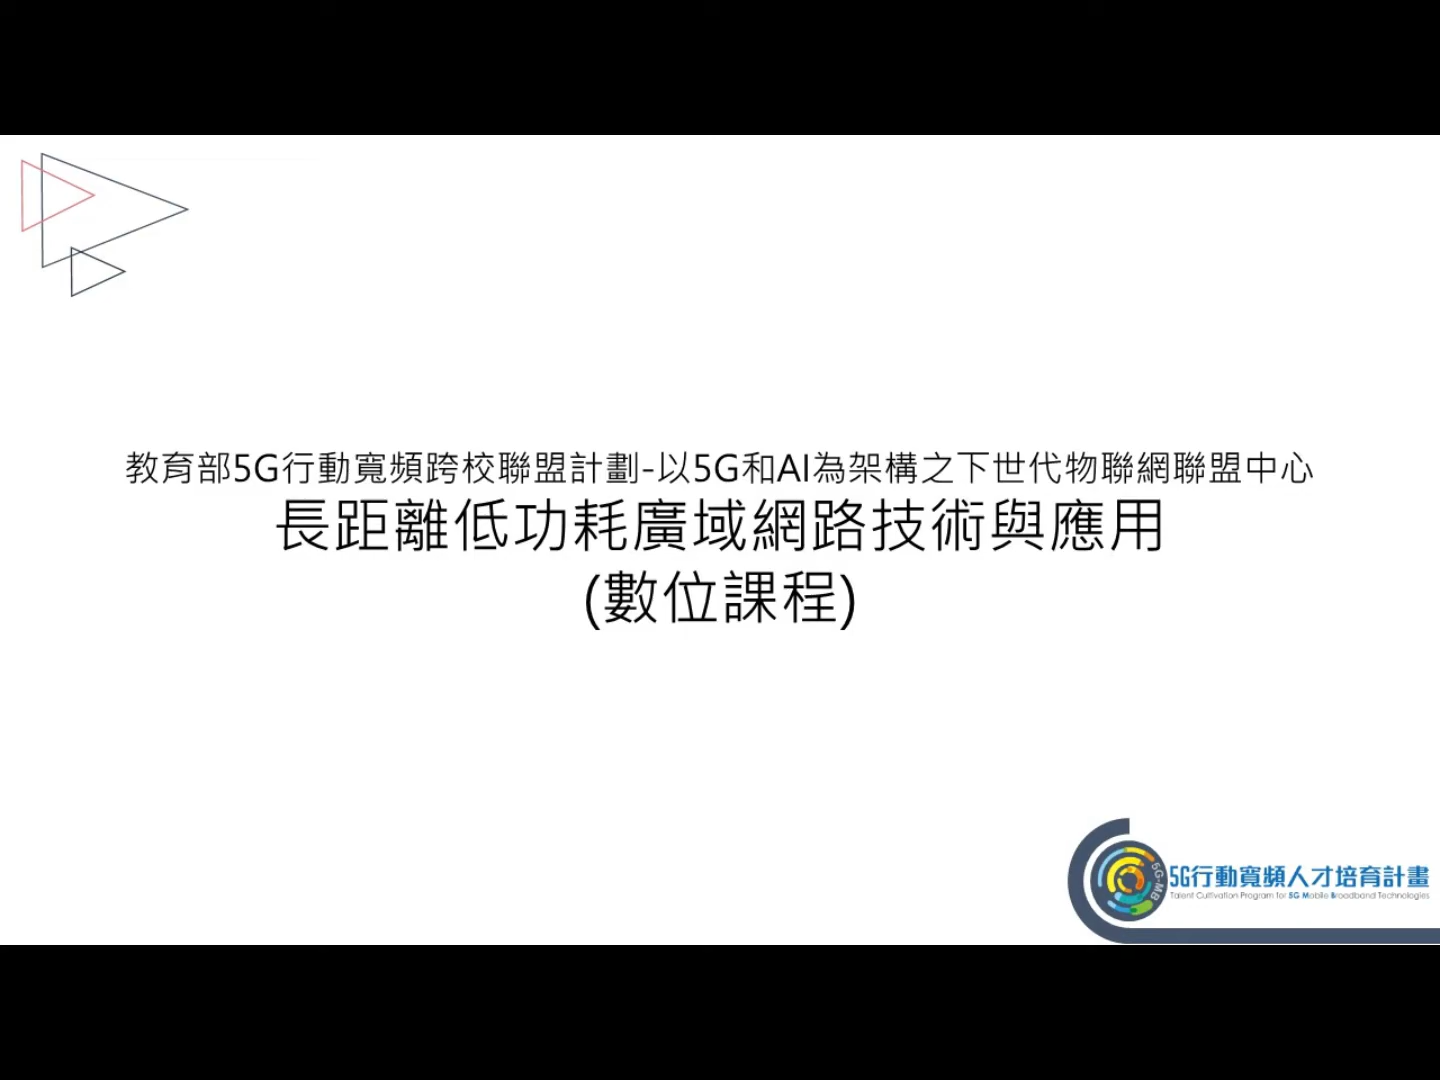 教育部5G行動寬頻跨校聯盟計劃-以5G和AI為架構之下世代物聯網聯盟中心
長距離低功耗廣域網路技術與應用
(數位課程)
5G-MB
5G行動寬頻人才培育計畫
Talent Cultivation Program for 5G Mobile Broadband Technologies